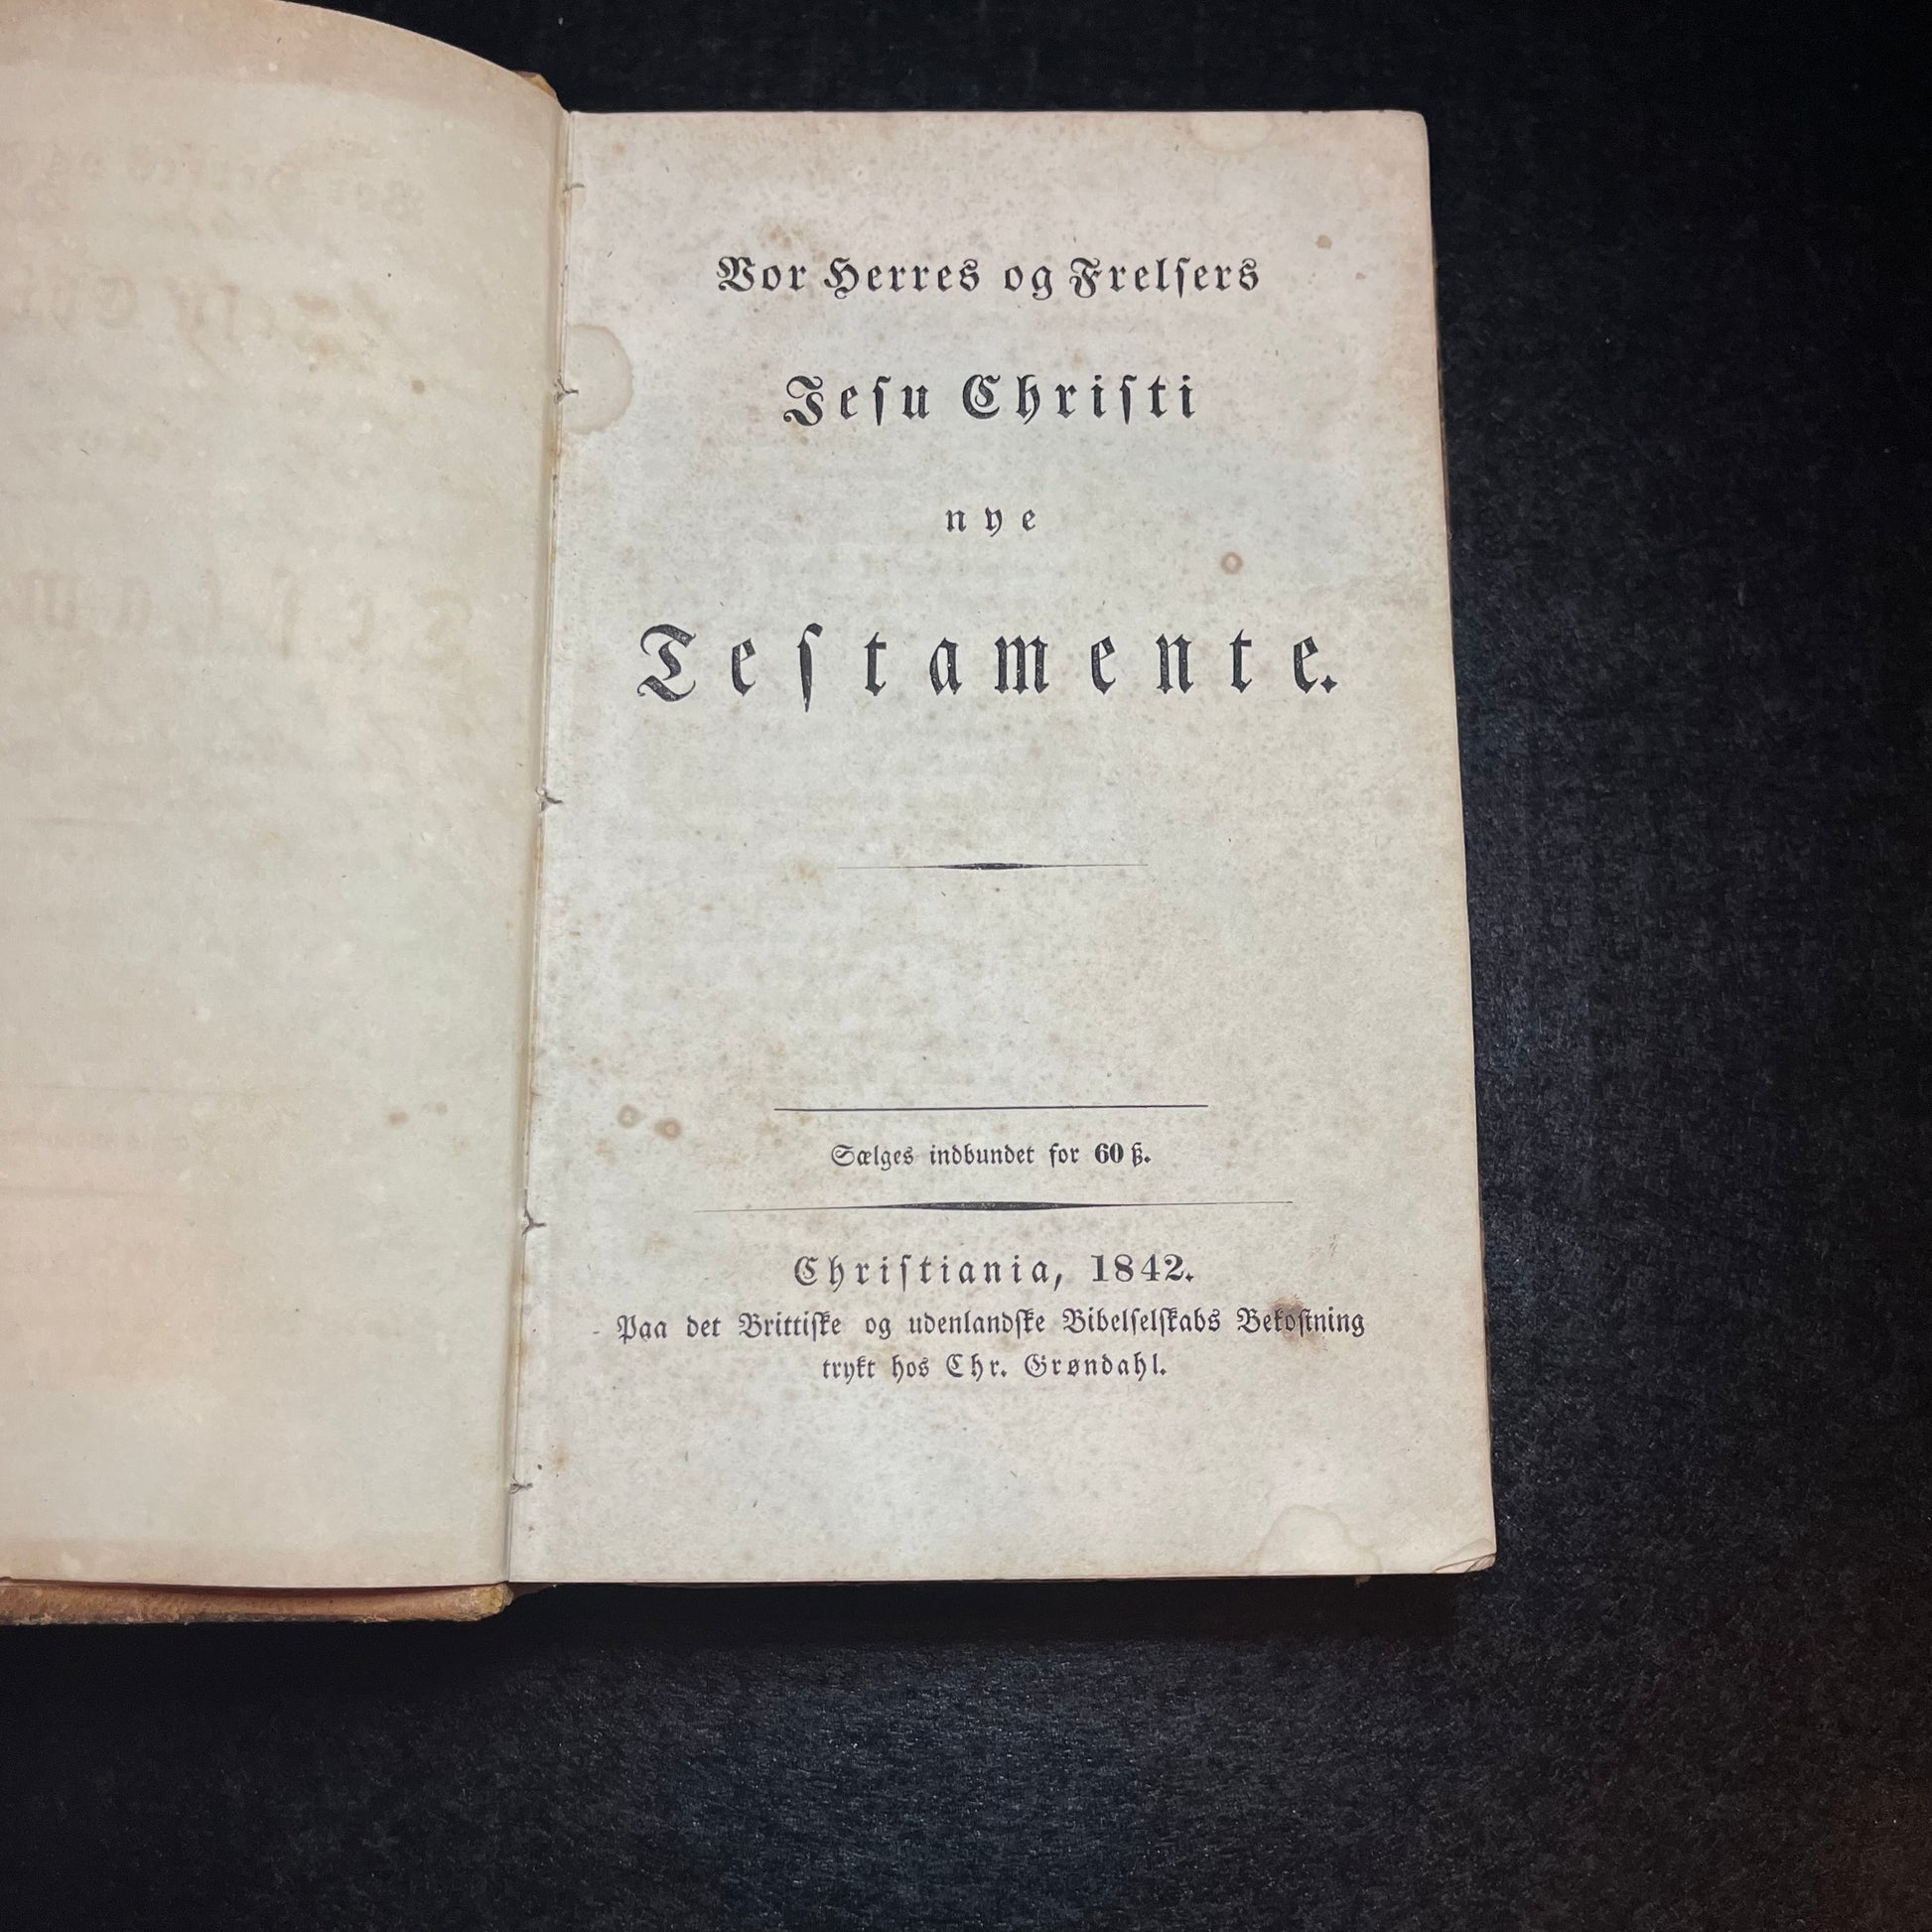 Vor Herres og Frelſers
Jeſu Chriſti
nye
Teſtamente.
Sælges indbundet for 60 ß.
Chriſtiania, 1842.
Paa det Brittiſke og udenlandſke Bibelſelſkabs Bekoſtning
trykt hos Chr. Grøndahl.